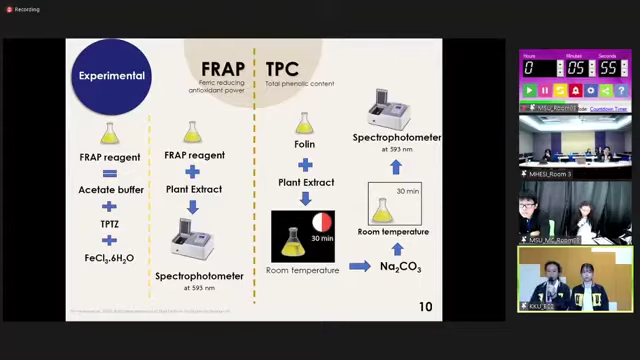 Recording
Experimental
FRAP
Ferric reducing
antioxidant power
TPC
Total phenolic content
FRAP reagent
Acetate buffer
TPTZ
FeCl3.6H2O
FRAP reagent
Plant Extract
Spectrophotometer
at 593 nm
Folin
Plant Extract
30 min
Room temperature
Na2CO3
30 min
Room temperature
Spectrophotometer
at 593 nm
10
Hours
Minutes
Seconds
0
05
55
Countdown Timer
MHESI_Room 3